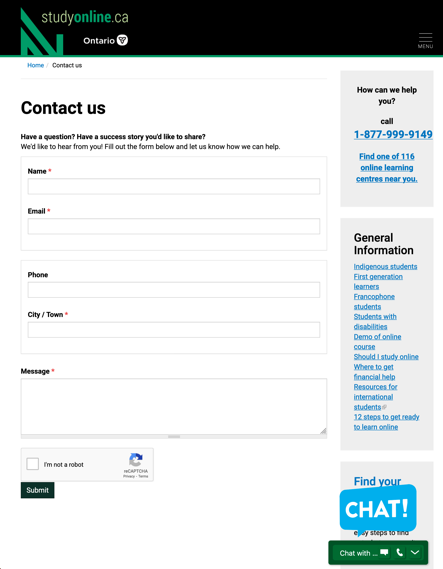 studyonline.ca
Ontario
MENU
Home / Contact us
Contact us
Have a question? Have a success story you'd like to share?
We'd like to hear from you! Fill out the form below and let us know how we can help.
Name *
Email *
Phone
City / Town *
Message *
I'm not a robot
reCAPTCHA
Privacy - Terms
Submit
How can we help
you?
call
1-877-999-9149
Find one of 116
online learning
centres near you.
General
Information
Indigenous students
First generation
learners
Francophone
students
Students with
disabilities
Demo of online
course
Should I study online
Where to get
financial help
Resources for
international
students
12 steps to get ready
to learn online
Find your
CHAT!
easy steps to find
Chat with ...